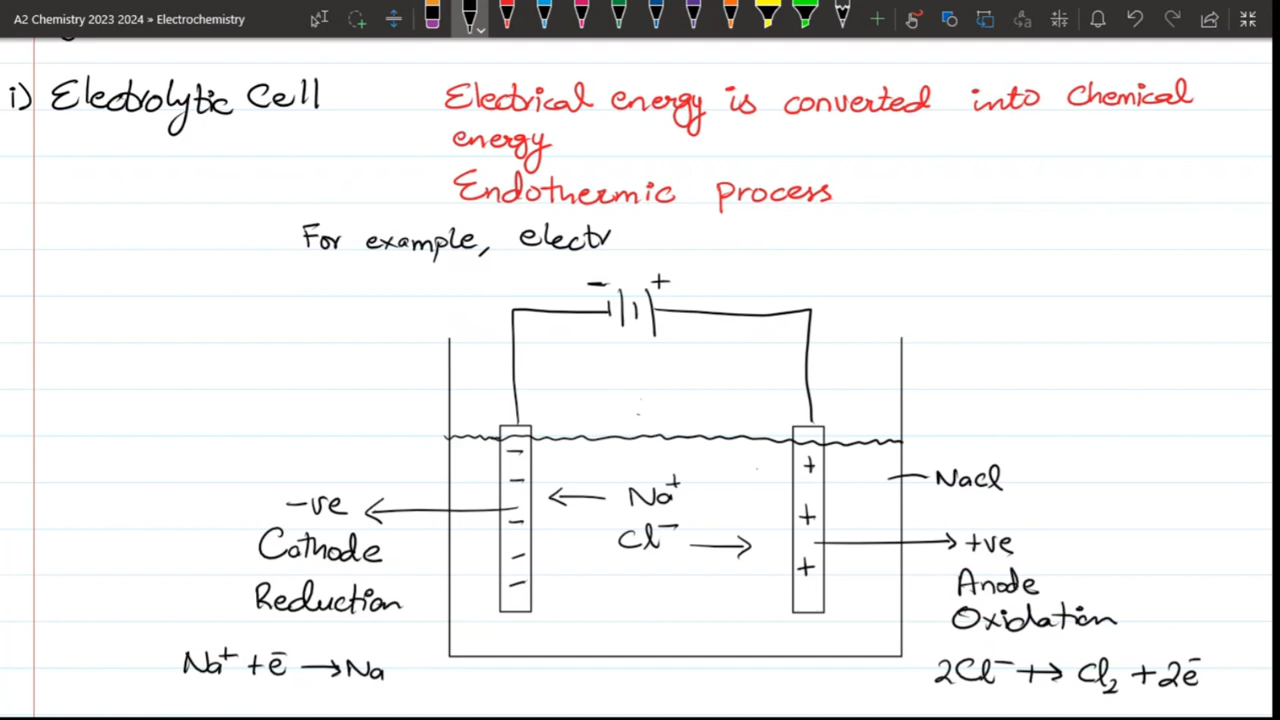 A2 Chemistry 2023 2024 » Electrochemistry
i) Electrolytic Cell
Electrical energy is converted into Chemical
energy
Endothermic process
For example, electr
- +
Na⁺
Cl⁻
NaCl
-ve
Cathode
Reduction
Na⁺ + e⁻ → Na
+ve
Anode
Oxidation
2Cl⁻ → Cl₂ + 2e⁻